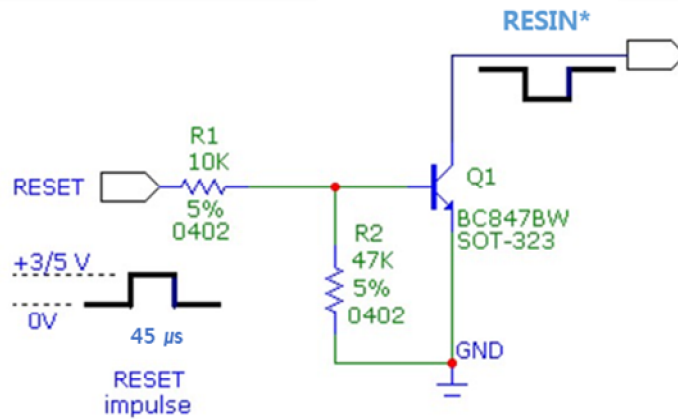 RESIN*
R1
10K
RESET
5%
0402
Q1
BC847BW
SOT-323
R2
47K
5%
0402
+3/5 V
0V
45 µs
GND
RESET
impulse